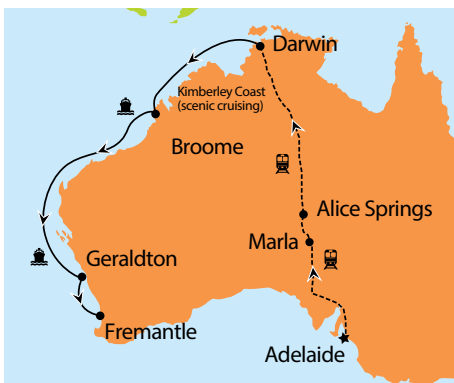 Darwin
Kimberley Coast
(scenic cruising)
Broome
Alice Springs
Marla
Geraldton
Fremantle
Adelaide